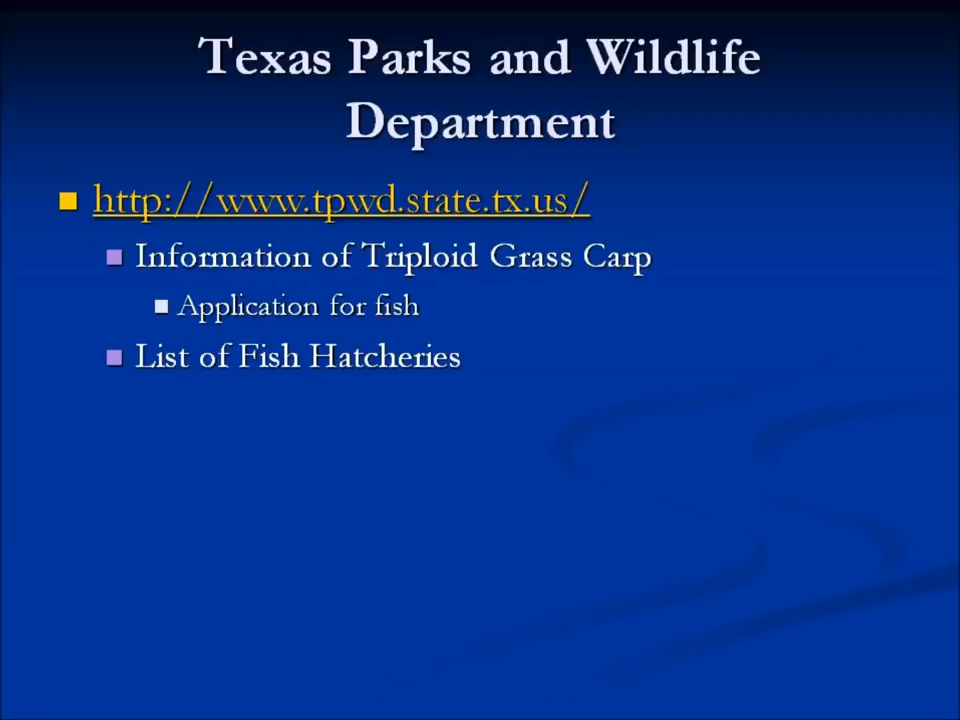 Texas Parks and Wildlife
Department
http://www.tpwd.state.tx.us/
Information of Triploid Grass Carp
Application for fish
List of Fish Hatcheries